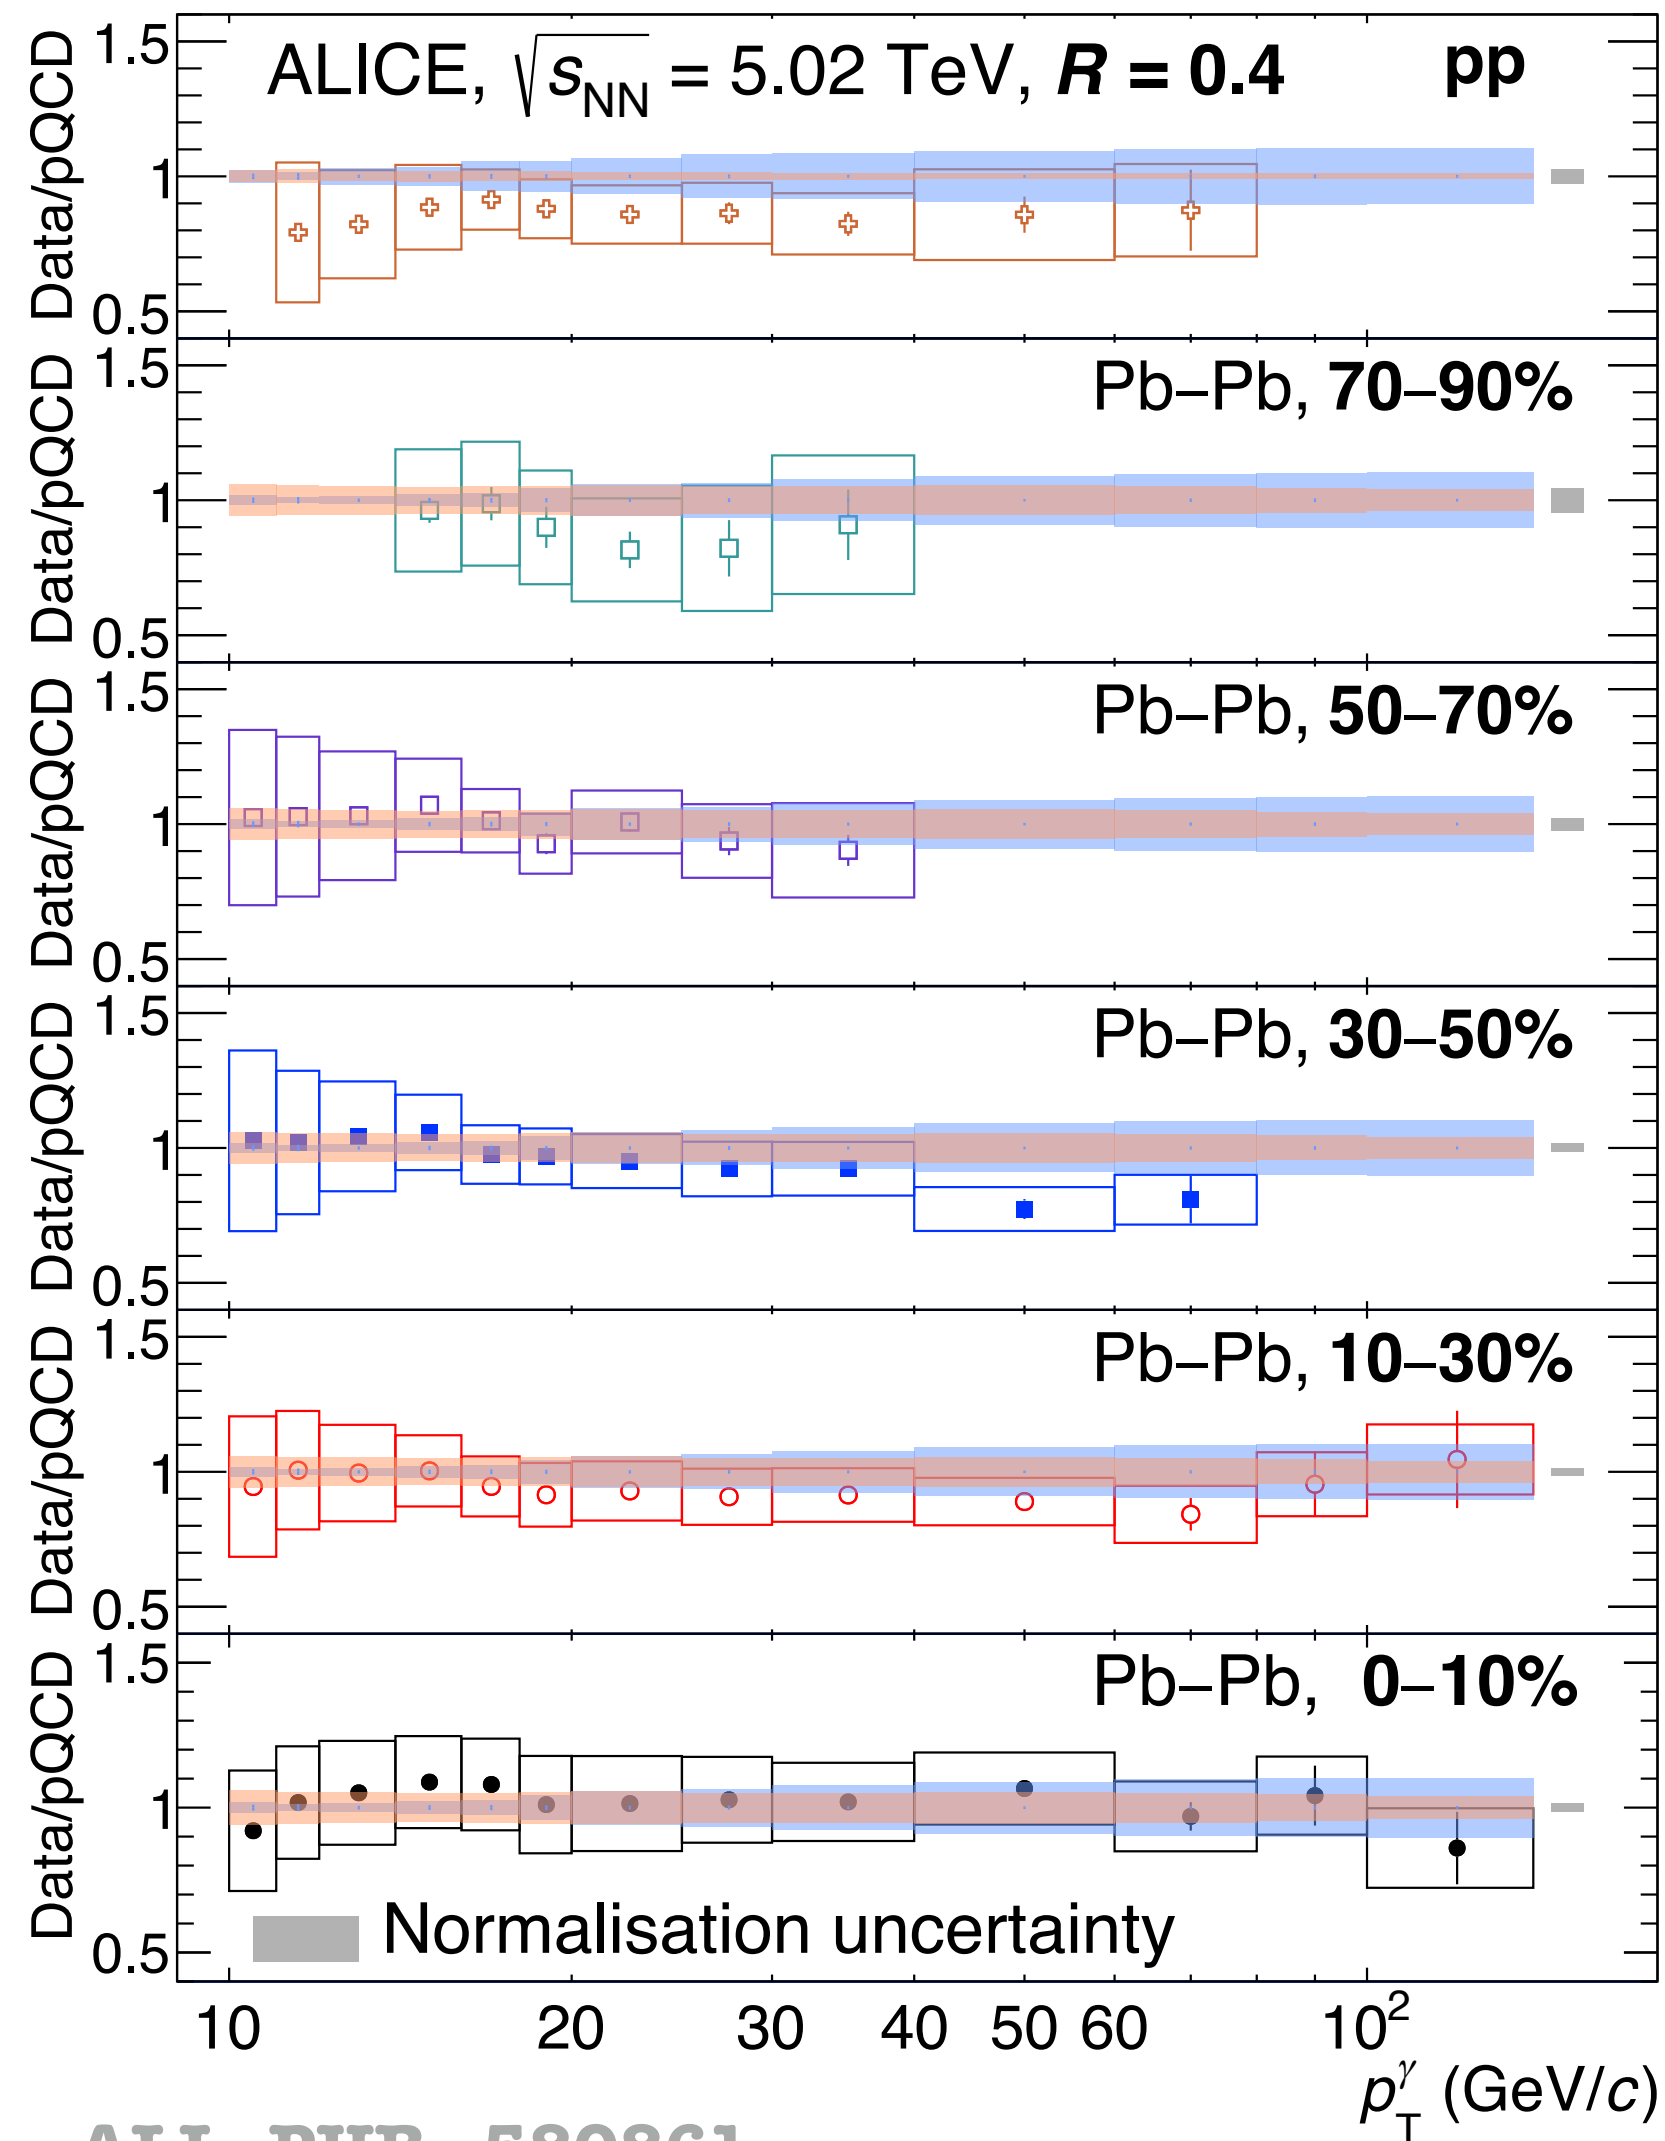 ALICE, √sNN = 5.02 TeV, R = 0.4 pp
Data/pQCD
1.5
1
0.5
Pb–Pb, 70–90%
Data/pQCD
1.5
1
0.5
Pb–Pb, 50–70%
Data/pQCD
1.5
1
0.5
Pb–Pb, 30–50%
Data/pQCD
1.5
1
0.5
Pb–Pb, 10–30%
Data/pQCD
1.5
1
0.5
Pb–Pb, 0–10%
Data/pQCD
1.5
1
0.5
Normalisation uncertainty
10 20 30 40 50 60 10²
pTγ (GeV/c)